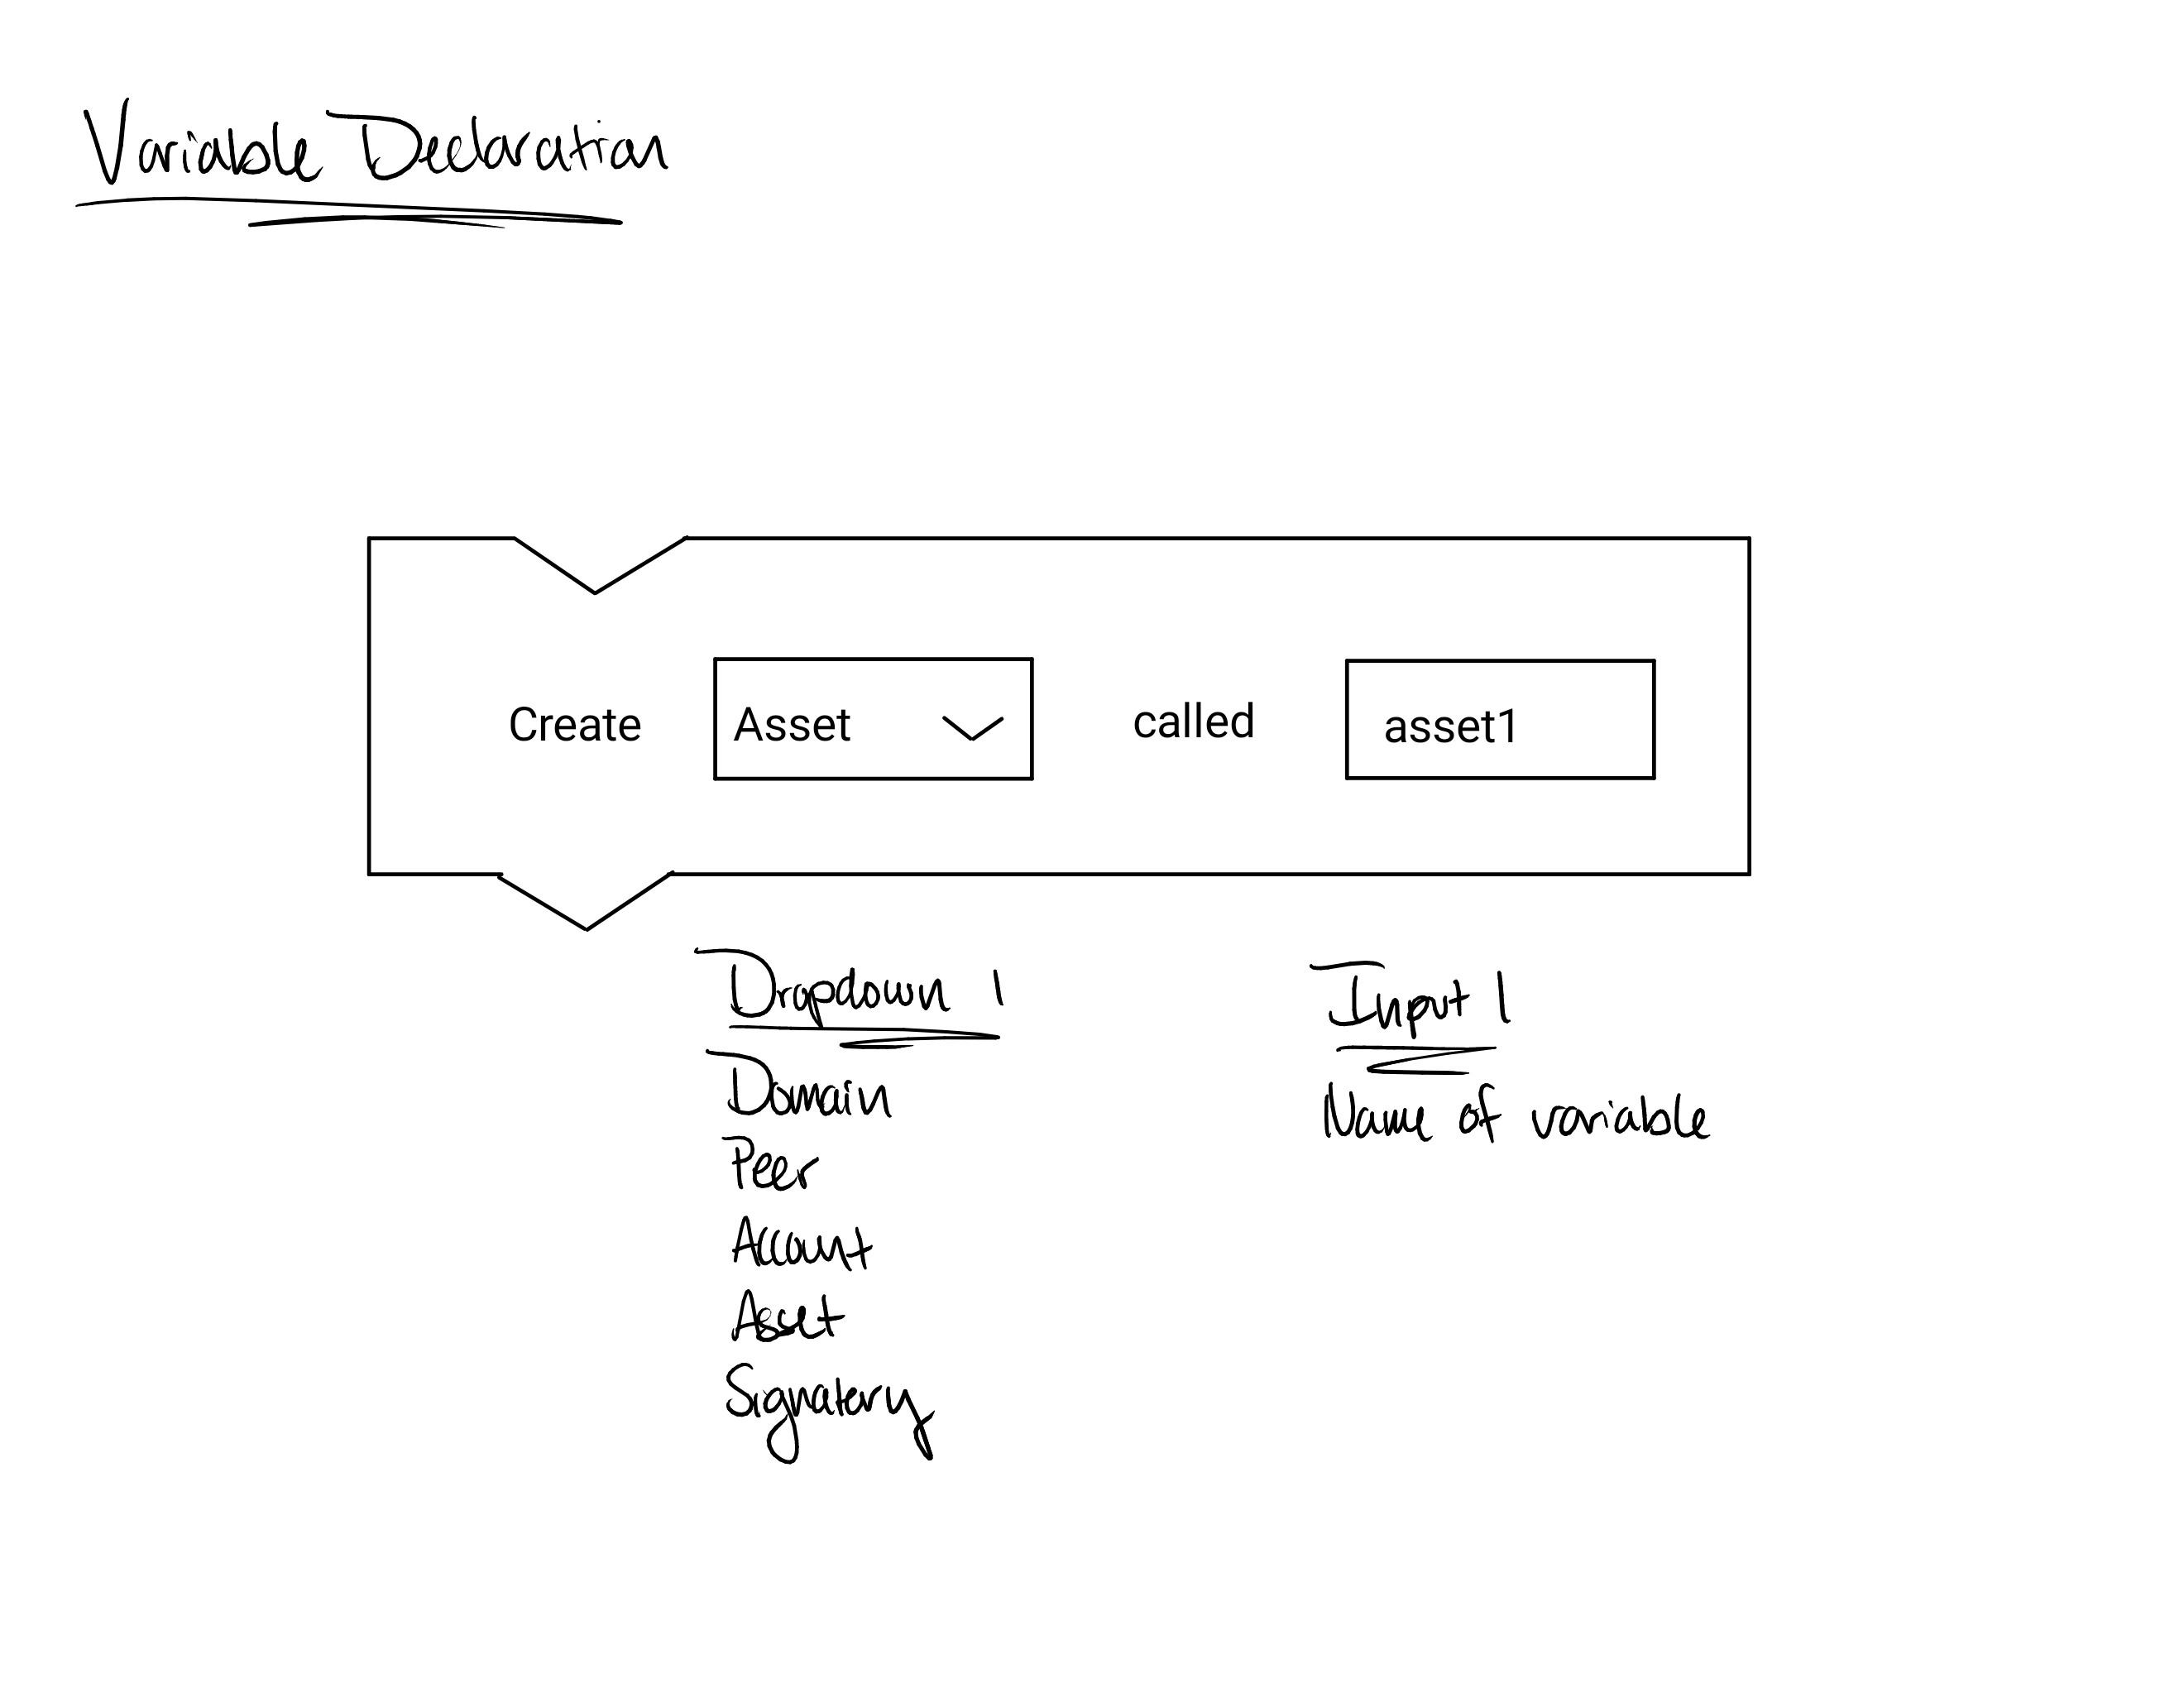 Variable Declaration
Create Asset called asset1
Dropdown 1 Input 1
Domain Name of variable
Peer
Account
Asset
Signatory